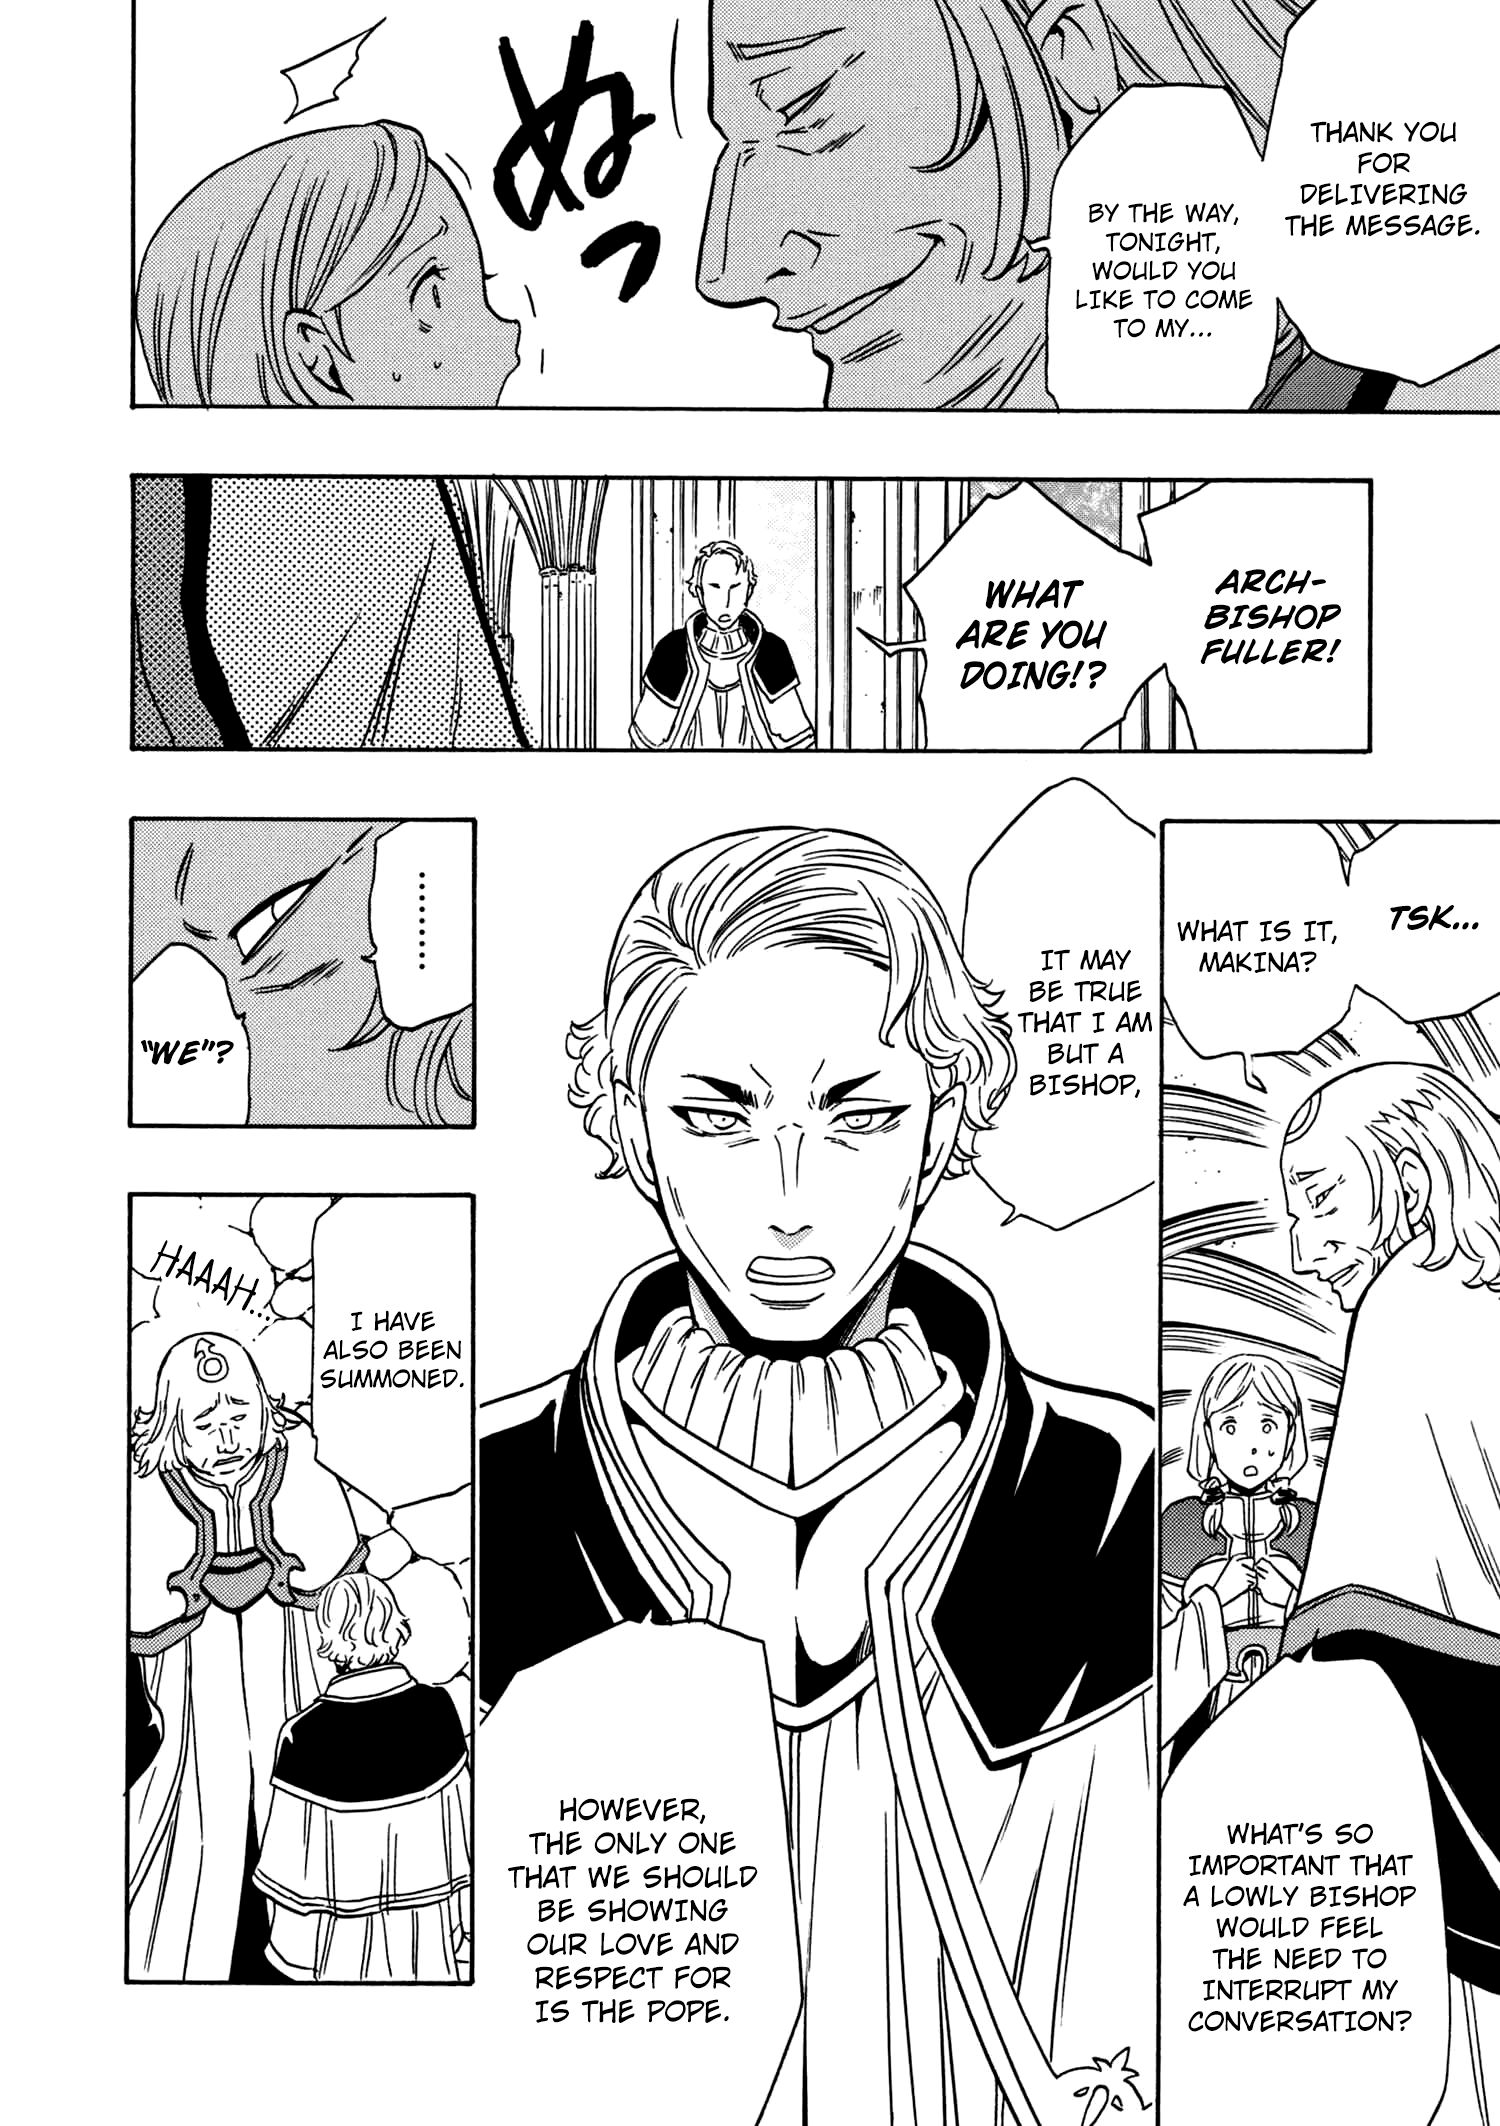 THANK YOU
FOR
DELIVERING
THE MESSAGE.
BY THE WAY,
TONIGHT,
WOULD YOU
LIKE TO COME
TO MY...
ぬっ
ARCH-
BISHOP
FULLER!
WHAT
ARE YOU
DOING!?
TSK...
WHAT IS IT,
MAKINA?
WHAT'S SO
IMPORTANT THAT
A LOWLY BISHOP
WOULD FEEL
THE NEED TO
INTERRUPT MY
CONVERSATION?
IT MAY
BE TRUE
THAT I AM
BUT A
BISHOP,
HOWEVER,
THE ONLY ONE
THAT WE SHOULD
BE SHOWING
OUR LOVE AND
RESPECT FOR
IS THE POPE.
........
"WE"?
I HAVE
ALSO BEEN
SUMMONED.
HAAAH...